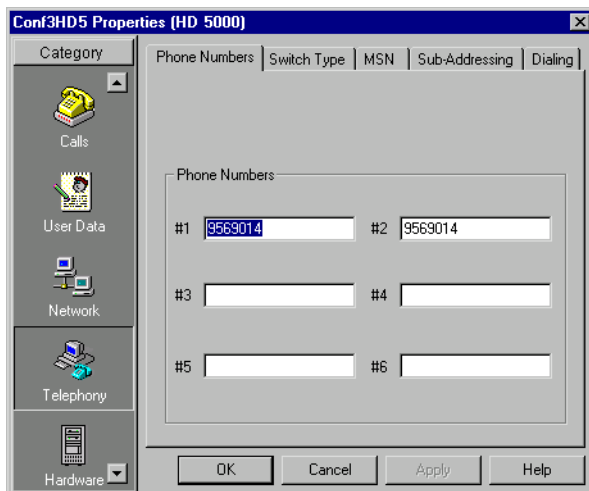 Conf3HD5 Properties (HD 5000)
Category
Phone Numbers Switch Type MSN Sub-Addressing Dialing
Calls
User Data
Network
Telephony
Hardware
Phone Numbers
#1 9569014 #2 9569014
#3 #4
#5 #6
OK Cancel Apply Help